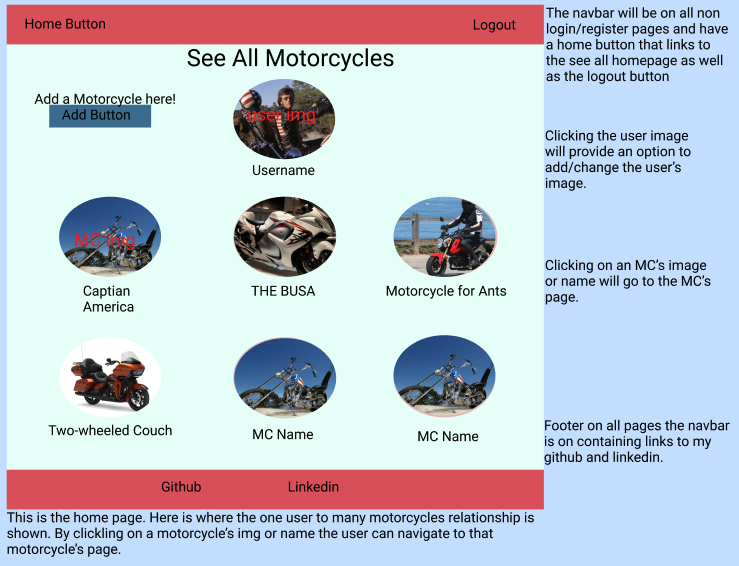 Home Button
Logout
The navbar will be on all non
login/register pages and have
a home button that links to
the see all homepage as well
as the logout button
See All Motorcycles
Add a Motorcycle here!
Add Button
user img
Username
Clicking the user image
will provide an option to
add/change the user's
image.
MC img
Captian
America
THE BUSA
Motorcycle for Ants
Clicking on an MC's image
or name will go to the MC's
page.
Two-wheeled Couch
MC Name
MC Name
Footer on all pages the navbar
is on containing links to my
github and linkedin.
Github
Linkedin
This is the home page. Here is where the one user to many motorcycles relationship is
shown. By clickling on a motorcycle's img or name the user can navigate to that
motorcycle's page.